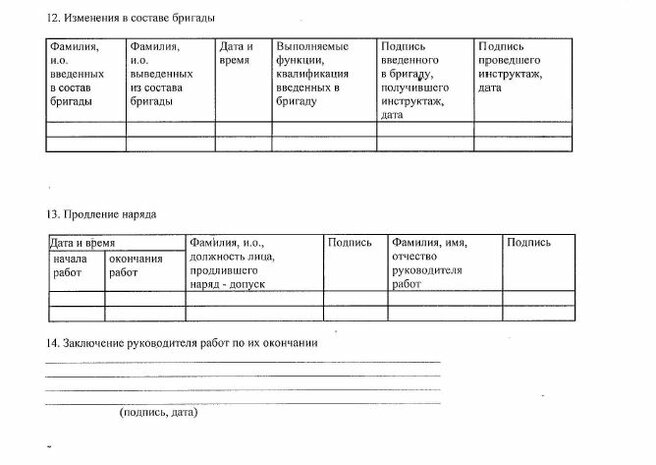 12. Изменения в составе бригады
Фамилия, и.о. введенных в состав бригады
Фамилия, и.о. выведенных из состава бригады
Дата и время
Выполняемые функции, квалификация введенных в бригаду
Подпись введенного в бригаду, получившего инструктаж, дата
Подпись проведшего инструктаж, дата
13. Продление наряда
Дата и время
начала работ
окончания работ
Фамилия, и.о., должность лица, продлившего наряд - допуск
Подпись
Фамилия, имя, отчество руководителя работ
Подпись
14. Заключение руководителя работ по их окончании
(подпись, дата)